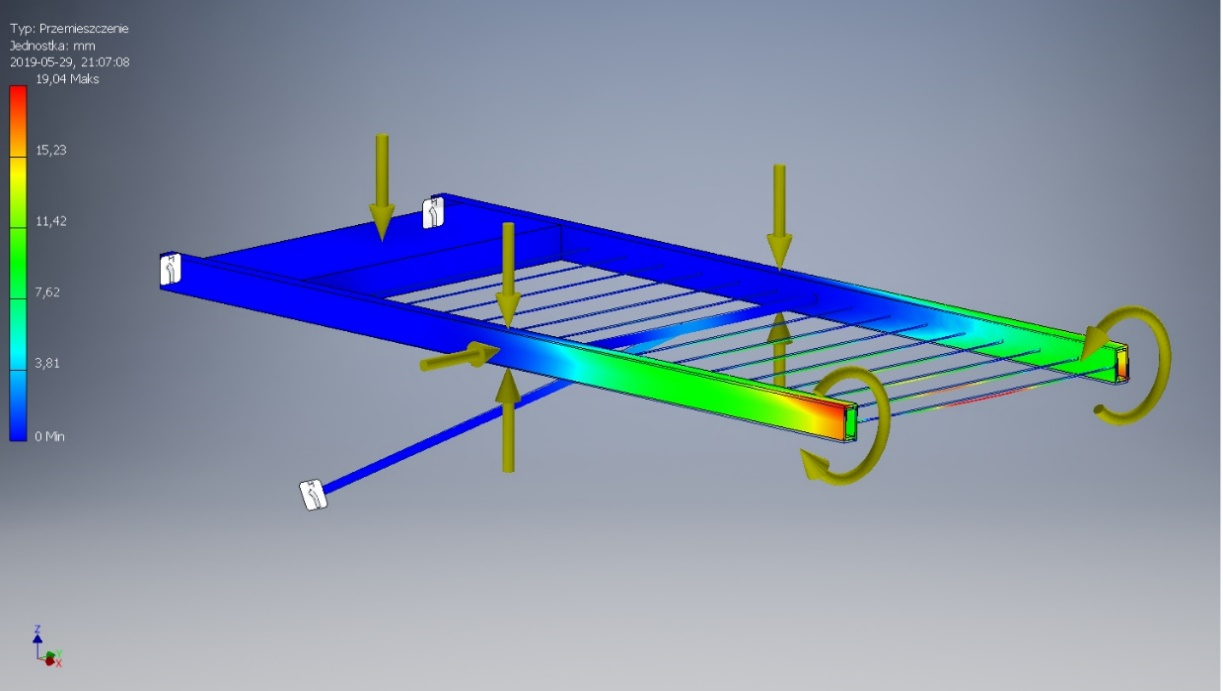 Typ: Przemieszczenie
Jednostka: mm
2019-05-29, 21:07:08
19,04 Maks
15,23
11,42
7,62
3,81
0 Min
Z
Y
X